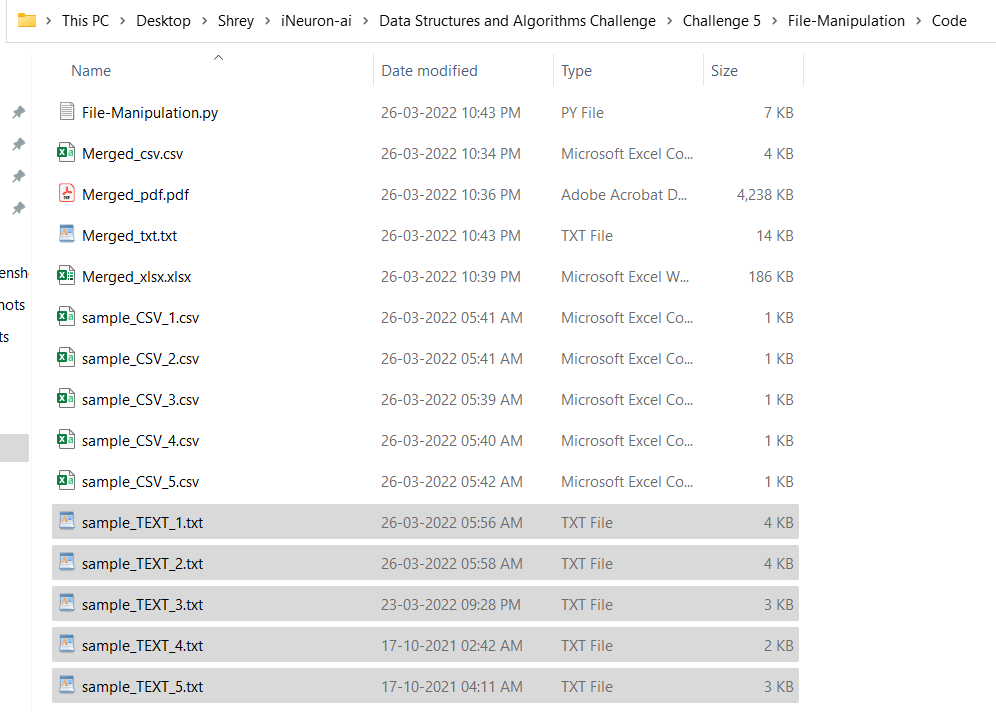 This PC > Desktop > Shrey > iNeuron-ai > Data Structures and Algorithms Challenge > Challenge 5 > File-Manipulation > Code
Name Date modified Type Size
File-Manipulation.py 26-03-2022 10:43 PM PY File 7 KB
Merged_csv.csv 26-03-2022 10:34 PM Microsoft Excel Co... 4 KB
Merged_pdf.pdf 26-03-2022 10:36 PM Adobe Acrobat D... 4,238 KB
Merged_txt.txt 26-03-2022 10:43 PM TXT File 14 KB
Merged_xlsx.xlsx 26-03-2022 10:39 PM Microsoft Excel W... 186 KB
sample_CSV_1.csv 26-03-2022 05:41 AM Microsoft Excel Co... 1 KB
sample_CSV_2.csv 26-03-2022 05:41 AM Microsoft Excel Co... 1 KB
sample_CSV_3.csv 26-03-2022 05:39 AM Microsoft Excel Co... 1 KB
sample_CSV_4.csv 26-03-2022 05:40 AM Microsoft Excel Co... 1 KB
sample_CSV_5.csv 26-03-2022 05:42 AM Microsoft Excel Co... 1 KB
sample_TEXT_1.txt 26-03-2022 05:56 AM TXT File 4 KB
sample_TEXT_2.txt 26-03-2022 05:58 AM TXT File 4 KB
sample_TEXT_3.txt 23-03-2022 09:28 PM TXT File 3 KB
sample_TEXT_4.txt 17-10-2021 02:42 AM TXT File 2 KB
sample_TEXT_5.txt 17-10-2021 04:11 AM TXT File 3 KB